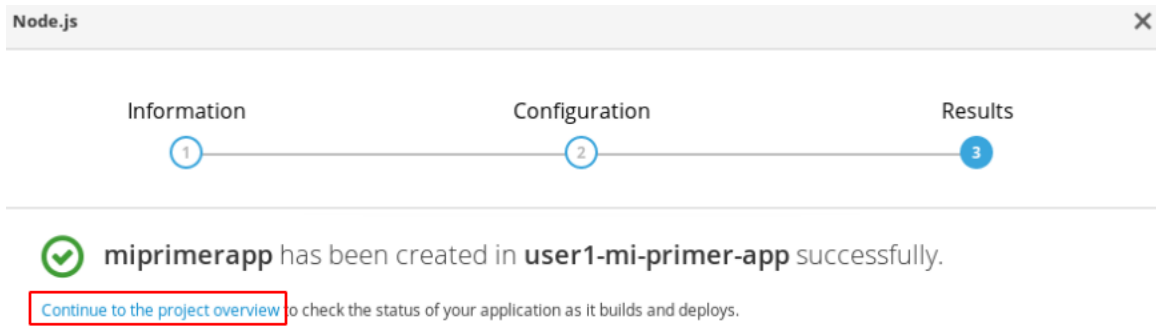 Node.js
Information Configuration Results
1 2 3
miprimerapp has been created in user1-mi-primer-app successfully.
Continue to the project overview to check the status of your application as it builds and deploys.